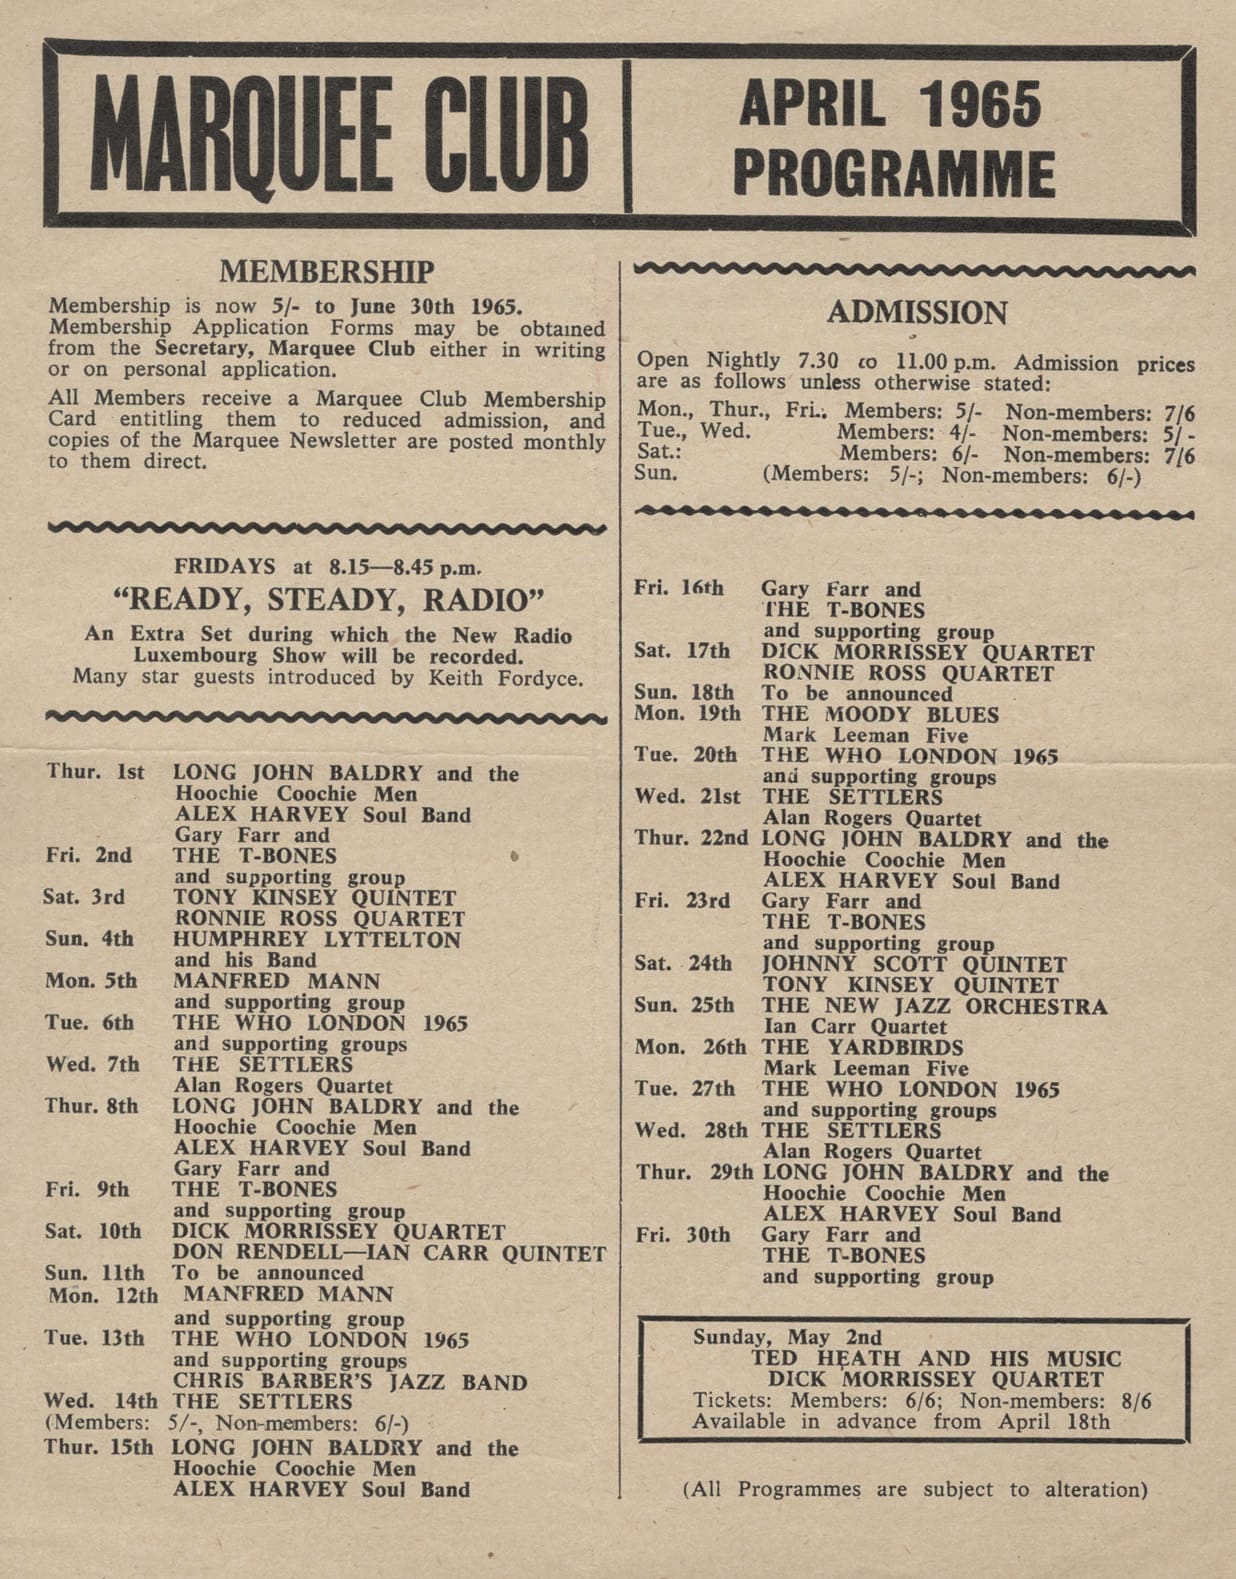 MARQUEE CLUB
APRIL 1965
PROGRAMME
MEMBERSHIP
Membership is now 5/- to June 30th 1965.
Membership Application Forms may be obtained
from the Secretary, Marquee Club either in writing
or on personal application.
All Members receive a Marquee Club Membership
Card entitling them to reduced admission, and
copies of the Marquee Newsletter are posted monthly
to them direct.
FRIDAYS at 8.15—8.45 p.m.
"READY, STEADY, RADIO"
An Extra Set during which the New Radio
Luxembourg Show will be recorded.
Many star guests introduced by Keith Fordyce.
Thur. 1st LONG JOHN BALDRY and the
Hoochie Coochie Men
ALEX HARVEY Soul Band
Gary Farr and
Fri. 2nd THE T-BONES
and supporting group
Sat. 3rd TONY KINSEY QUINTET
RONNIE ROSS QUARTET
Sun. 4th HUMPHREY LYTTELTON
and his Band
Mon. 5th MANFRED MANN
and supporting group
Tue. 6th THE WHO LONDON 1965
and supporting groups
Wed. 7th THE SETTLERS
Alan Rogers Quartet
Thur. 8th LONG JOHN BALDRY and the
Hoochie Coochie Men
ALEX HARVEY Soul Band
Gary Farr and
Fri. 9th THE T-BONES
and supporting group
Sat. 10th DICK MORRISSEY QUARTET
DON RENDELL—IAN CARR QUINTET
Sun. 11th To be announced
Mon. 12th MANFRED MANN
and supporting group
Tue. 13th THE WHO LONDON 1965
and supporting groups
CHRIS BARBER'S JAZZ BAND
Wed. 14th THE SETTLERS
(Members: 5/-, Non-members: 6/-)
Thur. 15th LONG JOHN BALDRY and the
Hoochie Coochie Men
ALEX HARVEY Soul Band
ADMISSION
Open Nightly 7.30 to 11.00 p.m. Admission prices
are as follows unless otherwise stated:
Mon., Thur., Fri.: Members: 5/- Non-members: 7/6
Tue., Wed. Members: 4/- Non-members: 5/-
Sat.: Members: 6/- Non-members: 7/6
Sun. (Members: 5/-; Non-members: 6/-)
Fri. 16th Gary Farr and
THE T-BONES
and supporting group
Sat. 17th DICK MORRISSEY QUARTET
RONNIE ROSS QUARTET
Sun. 18th To be announced
Mon. 19th THE MOODY BLUES
Mark Leeman Five
Tue. 20th THE WHO LONDON 1965
and supporting groups
Wed. 21st THE SETTLERS
Alan Rogers Quartet
Thur. 22nd LONG JOHN BALDRY and the
Hoochie Coochie Men
ALEX HARVEY Soul Band
Fri. 23rd Gary Farr and
THE T-BONES
and supporting group
Sat. 24th JOHNNY SCOTT QUINTET
TONY KINSEY QUINTET
Sun. 25th THE NEW JAZZ ORCHESTRA
Ian Carr Quartet
Mon. 26th THE YARDBIRDS
Mark Leeman Five
Tue. 27th THE WHO LONDON 1965
and supporting groups
Wed. 28th THE SETTLERS
Alan Rogers Quartet
Thur. 29th LONG JOHN BALDRY and the
Hoochie Coochie Men
ALEX HARVEY Soul Band
Fri. 30th Gary Farr and
THE T-BONES
and supporting group
Sunday, May 2nd
TED HEATH AND HIS MUSIC
DICK MORRISSEY QUARTET
Tickets: Members: 6/6; Non-members: 8/6
Available in advance from April 18th
(All Programmes are subject to alteration)